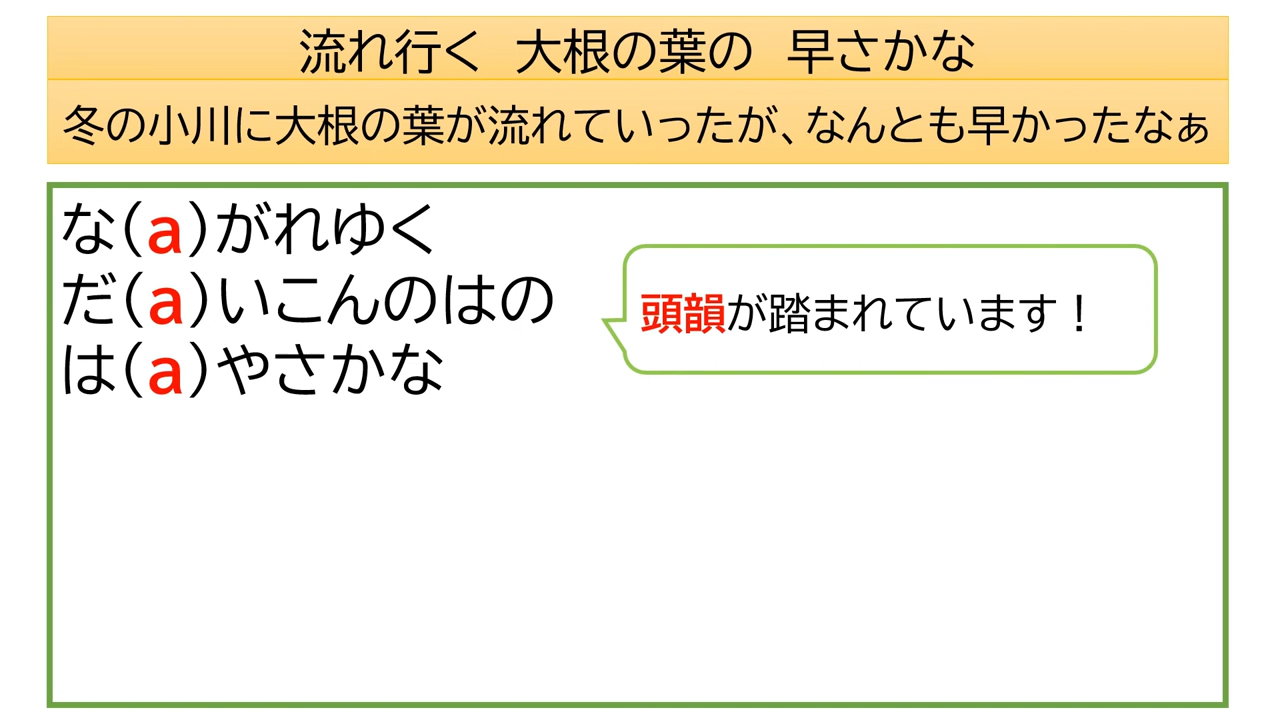 流れ行く　大根の葉の　早さかな
冬の小川に大根の葉が流れていったが、なんとも早かったなぁ
な(a)がれゆく
だ(a)いこんのはの
は(a)やさかな
頭韻が踏まれています！